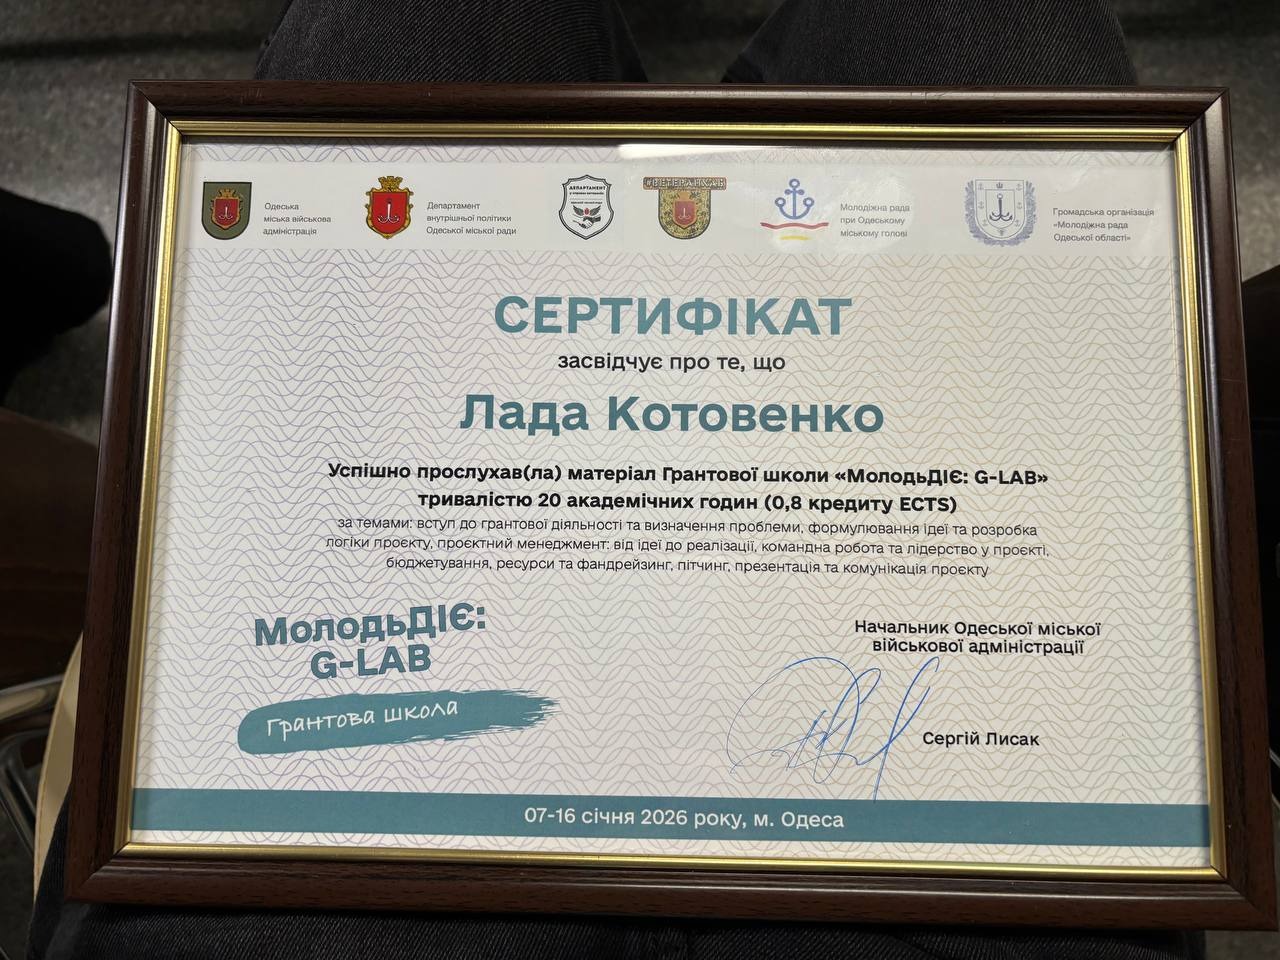 Одеська
міська військова
адміністрація
Департамент
внутрішньої політики
Одеської міської ради
ДЕПАРТАМЕНТ
#ВЕТЕРАНХАБ
Молодіжна рада
при Одеському
міському голові
Громадська організація
«Молодіжна рада
Одеської області»
СЕРТИФІКАТ
засвідчує про те, що
Лада Котовенко
Успішно прослухав(ла) матеріал Грантової школи «МолодьДІЄ: G-LAB»
тривалістю 20 академічних годин (0,8 кредиту ECTS)
за темами: вступ до грантової діяльності та визначення проблеми, формулювання ідеї та розробка
логіки проєкту, проєктний менеджмент: від ідеї до реалізації, командна робота та лідерство у проєкті,
бюджетування, ресурси та фандрейзинг, пітчинг, презентація та комунікація проєкту
МолодьДІЄ:
G-LAB
Грантова школа
Начальник Одеської міської
військової адміністрації
Сергій Лисак
07-16 січня 2026 року, м. Одеса